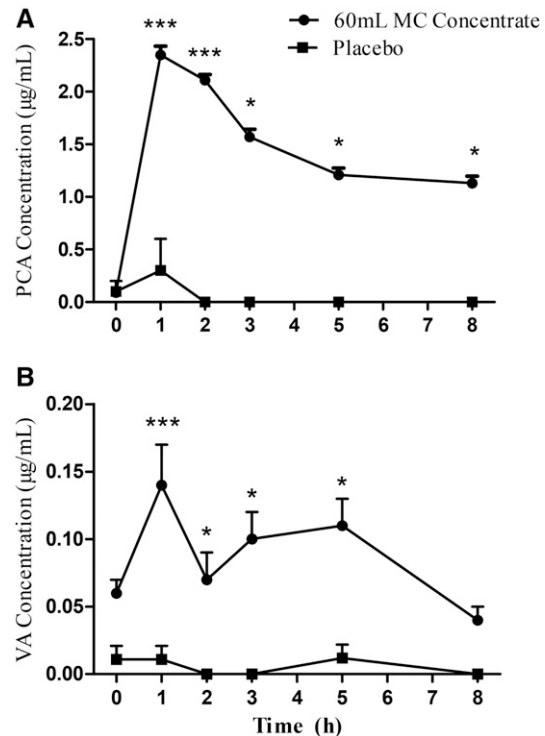 A
60mL MC Concentrate
Placebo
PCA Concentration (µg/mL)
2.5
2.0
1.5
1.0
0.5
0.0
*** *** * * *
0 1 2 3 4 5 6 7 8
B
VA Concentration (µg/mL)
0.20
0.15
0.10
0.05
0.00
*** * * *
0 1 2 3 4 5 6 7 8
Time (h)